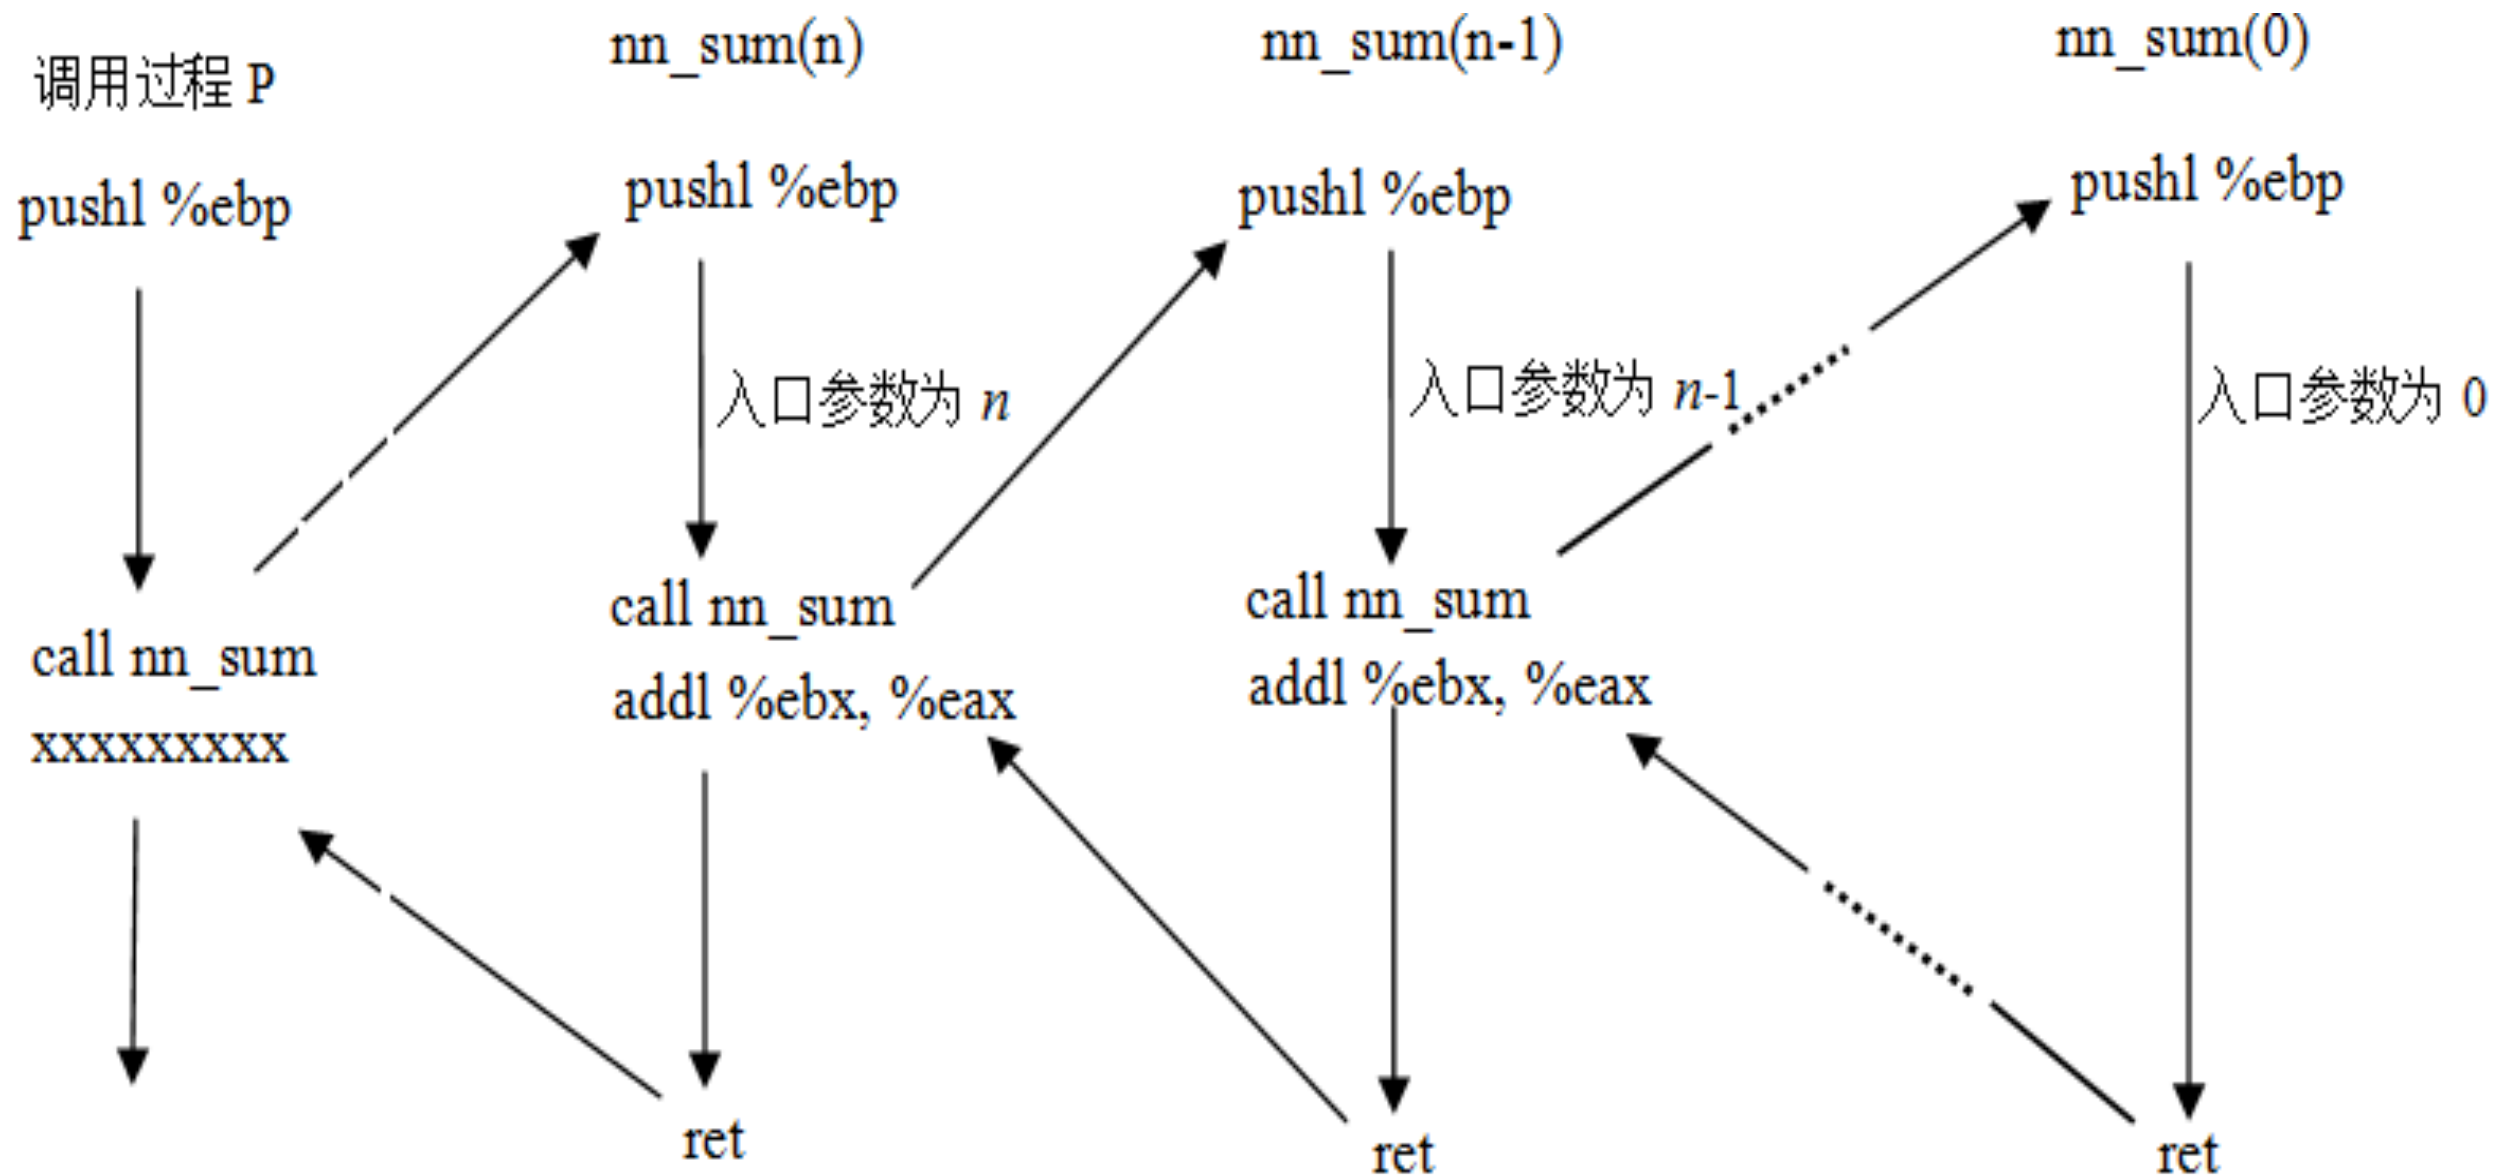 调用过程 P
pushl %ebp
call nn_sum
xxxxxxxxx
nn_sum(n)
pushl %ebp
入口参数为 n
call nn_sum
addl %ebx, %eax
ret
nn_sum(n-1)
pushl %ebp
入口参数为 n-1
call nn_sum
addl %ebx, %eax
ret
nn_sum(0)
pushl %ebp
入口参数为 0
ret